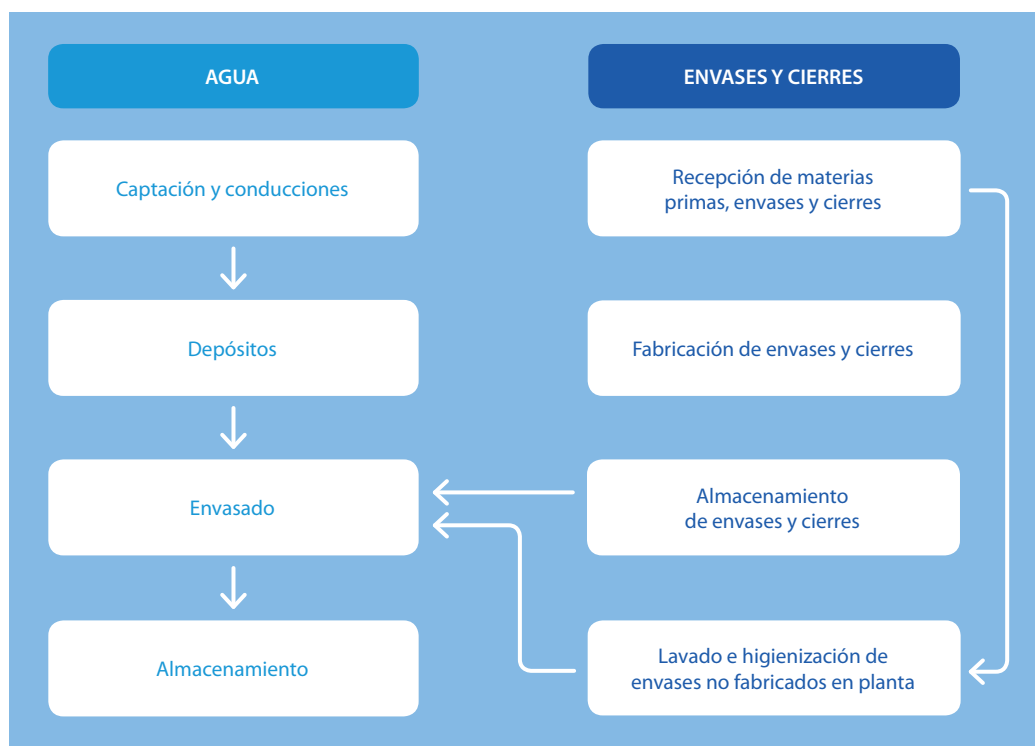 AGUA
ENVASES Y CIERRES
Captación y conducciones
Recepción de materias
primas, envases y cierres
Depósitos
Fabricación de envases y cierres
Envasado
Almacenamiento
de envases y cierres
Almacenamiento
Lavado e higienización de
envases no fabricados en planta